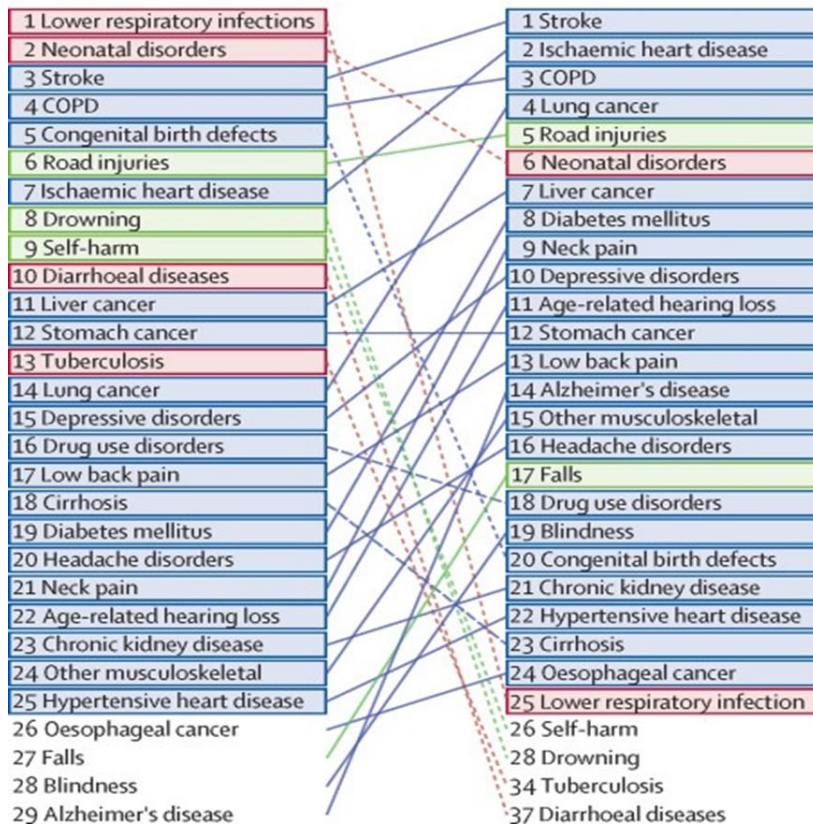 1 Lower respiratory infections
2 Neonatal disorders
3 Stroke
4 COPD
5 Congenital birth defects
6 Road injuries
7 Ischaemic heart disease
8 Drowning
9 Self-harm
10 Diarrhoeal diseases
11 Liver cancer
12 Stomach cancer
13 Tuberculosis
14 Lung cancer
15 Depressive disorders
16 Drug use disorders
17 Low back pain
18 Cirrhosis
19 Diabetes mellitus
20 Headache disorders
21 Neck pain
22 Age-related hearing loss
23 Chronic kidney disease
24 Other musculoskeletal
25 Hypertensive heart disease
26 Oesophageal cancer
27 Falls
28 Blindness
29 Alzheimer's disease
1 Stroke
2 Ischaemic heart disease
3 COPD
4 Lung cancer
5 Road injuries
6 Neonatal disorders
7 Liver cancer
8 Diabetes mellitus
9 Neck pain
10 Depressive disorders
11 Age-related hearing loss
12 Stomach cancer
13 Low back pain
14 Alzheimer's disease
15 Other musculoskeletal
16 Headache disorders
17 Falls
18 Drug use disorders
19 Blindness
20 Congenital birth defects
21 Chronic kidney disease
22 Hypertensive heart disease
23 Cirrhosis
24 Oesophageal cancer
25 Lower respiratory infection
26 Self-harm
28 Drowning
34 Tuberculosis
37 Diarrhoeal diseases